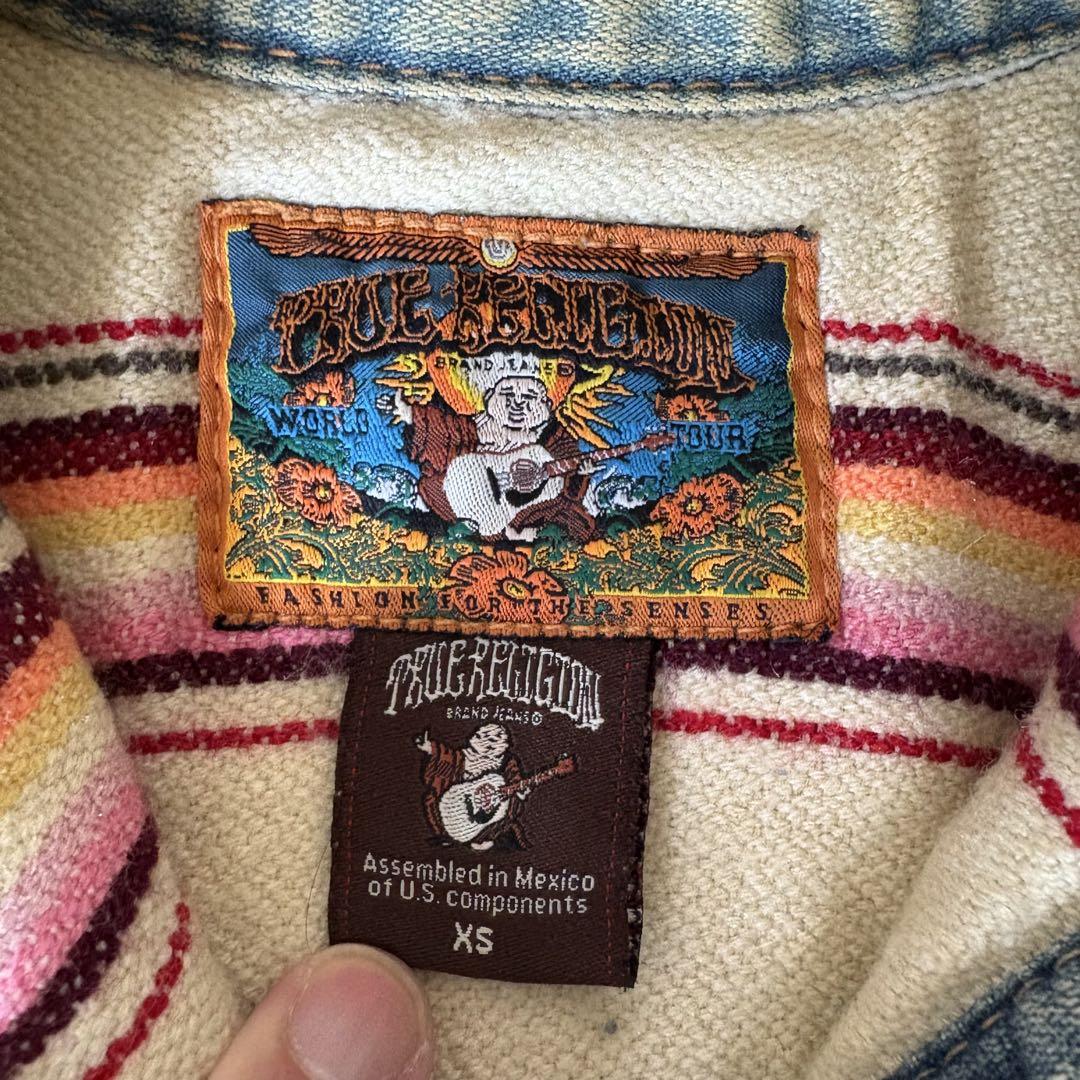 TRUE RELIGION
BRAND JEANS
WORLD TOUR
FASHION FOR THE SENSES
TRUE RELIGION
BRAND JEANS®
Assembled in Mexico
of U.S. components
XS